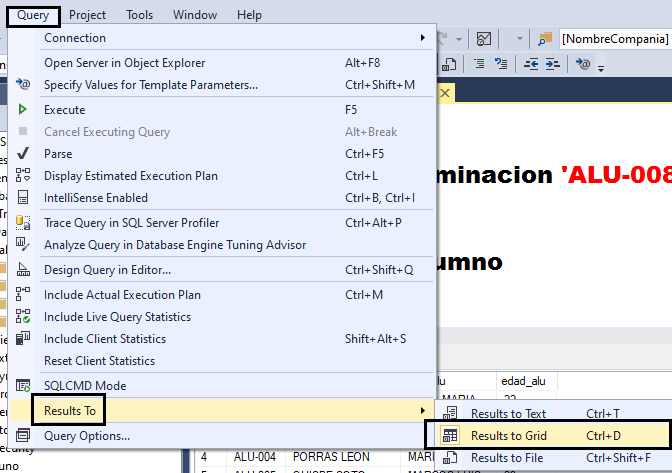 Query Project Tools Window Help
Connection
[NombreCompania]
Open Server in Object Explorer Alt+F8
Specify Values for Template Parameters... Ctrl+Shift+M
Execute F5
Cancel Executing Query Alt+Break
Parse Ctrl+F5
Display Estimated Execution Plan Ctrl+L
minacion 'ALU-008
IntelliSense Enabled Ctrl+B, Ctrl+I
Trace Query in SQL Server Profiler Ctrl+Alt+P
Analyze Query in Database Engine Tuning Advisor
Design Query in Editor... Ctrl+Shift+Q
umno
Include Actual Execution Plan Ctrl+M
Include Live Query Statistics
Include Client Statistics Shift+Alt+S
Reset Client Statistics
SQLCMD Mode
lu edad_alu
Results To
Results to Text Ctrl+T
Query Options...
Results to Grid Ctrl+D
4 ALU-004 PORRAS LEON
Results to File Ctrl+Shift+F